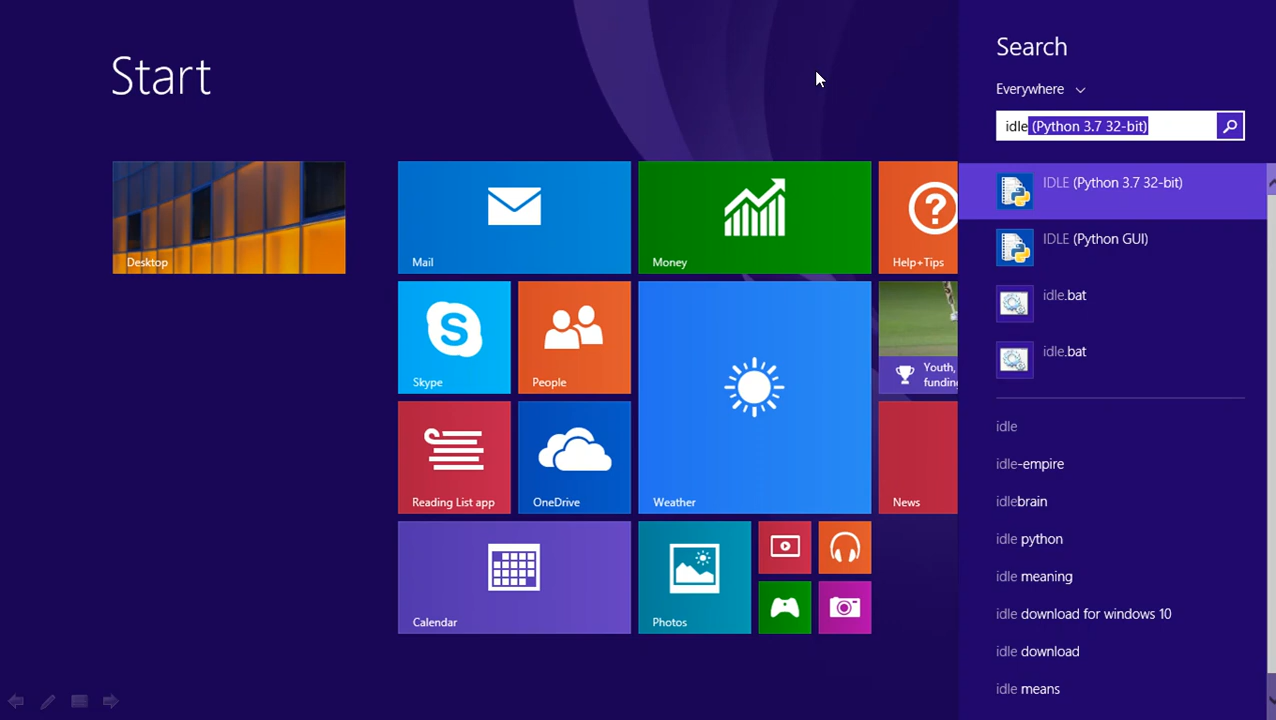 Start
Desktop
Mail
Money
Help+Tips
Skype
People
Weather
Youth,
fundin
Reading List app
OneDrive
News
Calendar
Photos
Search
Everywhere
idle (Python 3.7 32-bit)
IDLE (Python 3.7 32-bit)
IDLE (Python GUI)
idle.bat
idle.bat
idle
idle-empire
idlebrain
idle python
idle meaning
idle download for windows 10
idle download
idle means